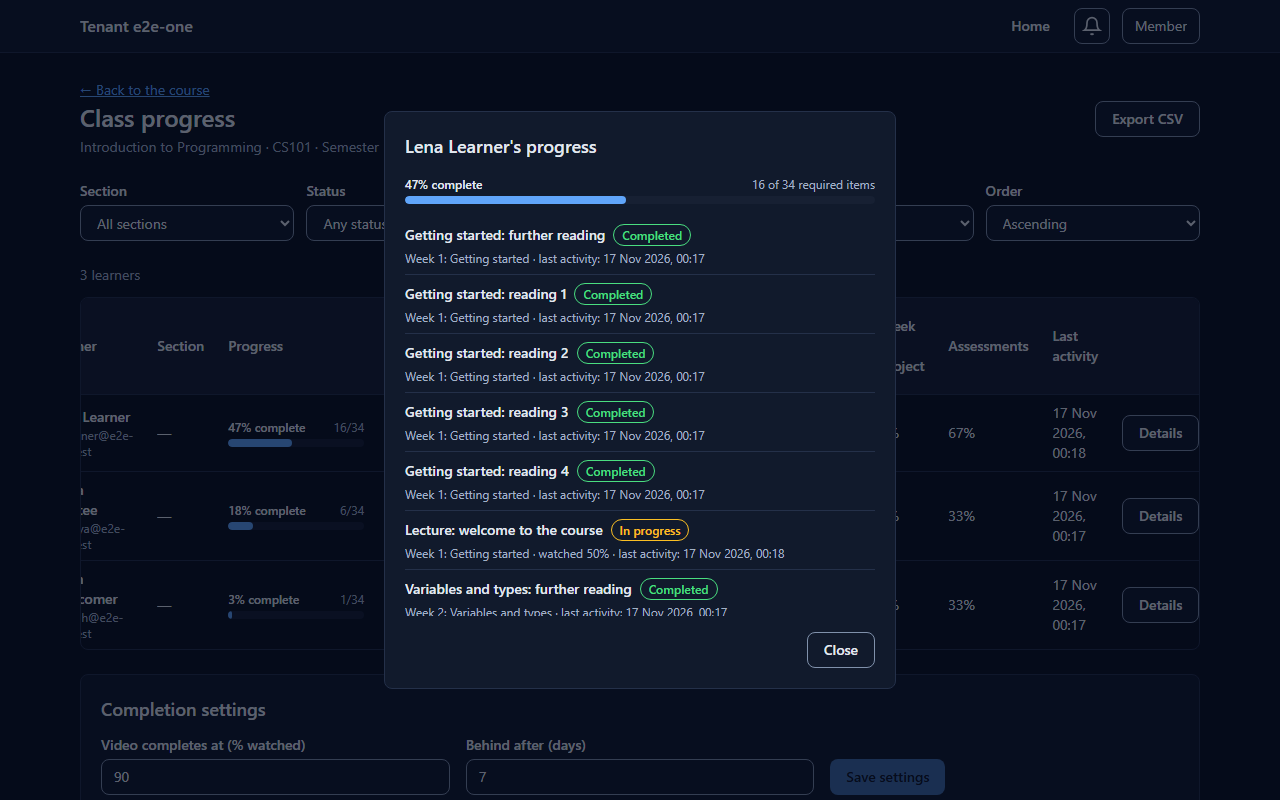 Tenant e2e-one
Home
Member
← Back to the course
Class progress
Introduction to Programming · CS101 · Semester
Export CSV
Section
Status
Order
All sections
Any status
Ascending
3 learners
Section
Progress
Assessments
Last
activity
Learner
47% complete
16/34
67%
17 Nov
2026,
00:18
Details
18% complete
6/34
33%
17 Nov
2026,
00:17
Details
3% complete
1/34
33%
17 Nov
2026,
00:17
Details
Lena Learner's progress
47% complete
16 of 34 required items
Getting started: further reading Completed
Week 1: Getting started · last activity: 17 Nov 2026, 00:17
Getting started: reading 1 Completed
Week 1: Getting started · last activity: 17 Nov 2026, 00:17
Getting started: reading 2 Completed
Week 1: Getting started · last activity: 17 Nov 2026, 00:17
Getting started: reading 3 Completed
Week 1: Getting started · last activity: 17 Nov 2026, 00:17
Getting started: reading 4 Completed
Week 1: Getting started · last activity: 17 Nov 2026, 00:17
Lecture: welcome to the course In progress
Week 1: Getting started · watched 50% · last activity: 17 Nov 2026, 00:18
Variables and types: further reading Completed
Week 2: Variables and types · last activity: 17 Nov 2026, 00:17
Close
Completion settings
Video completes at (% watched)
Behind after (days)
90
7
Save settings